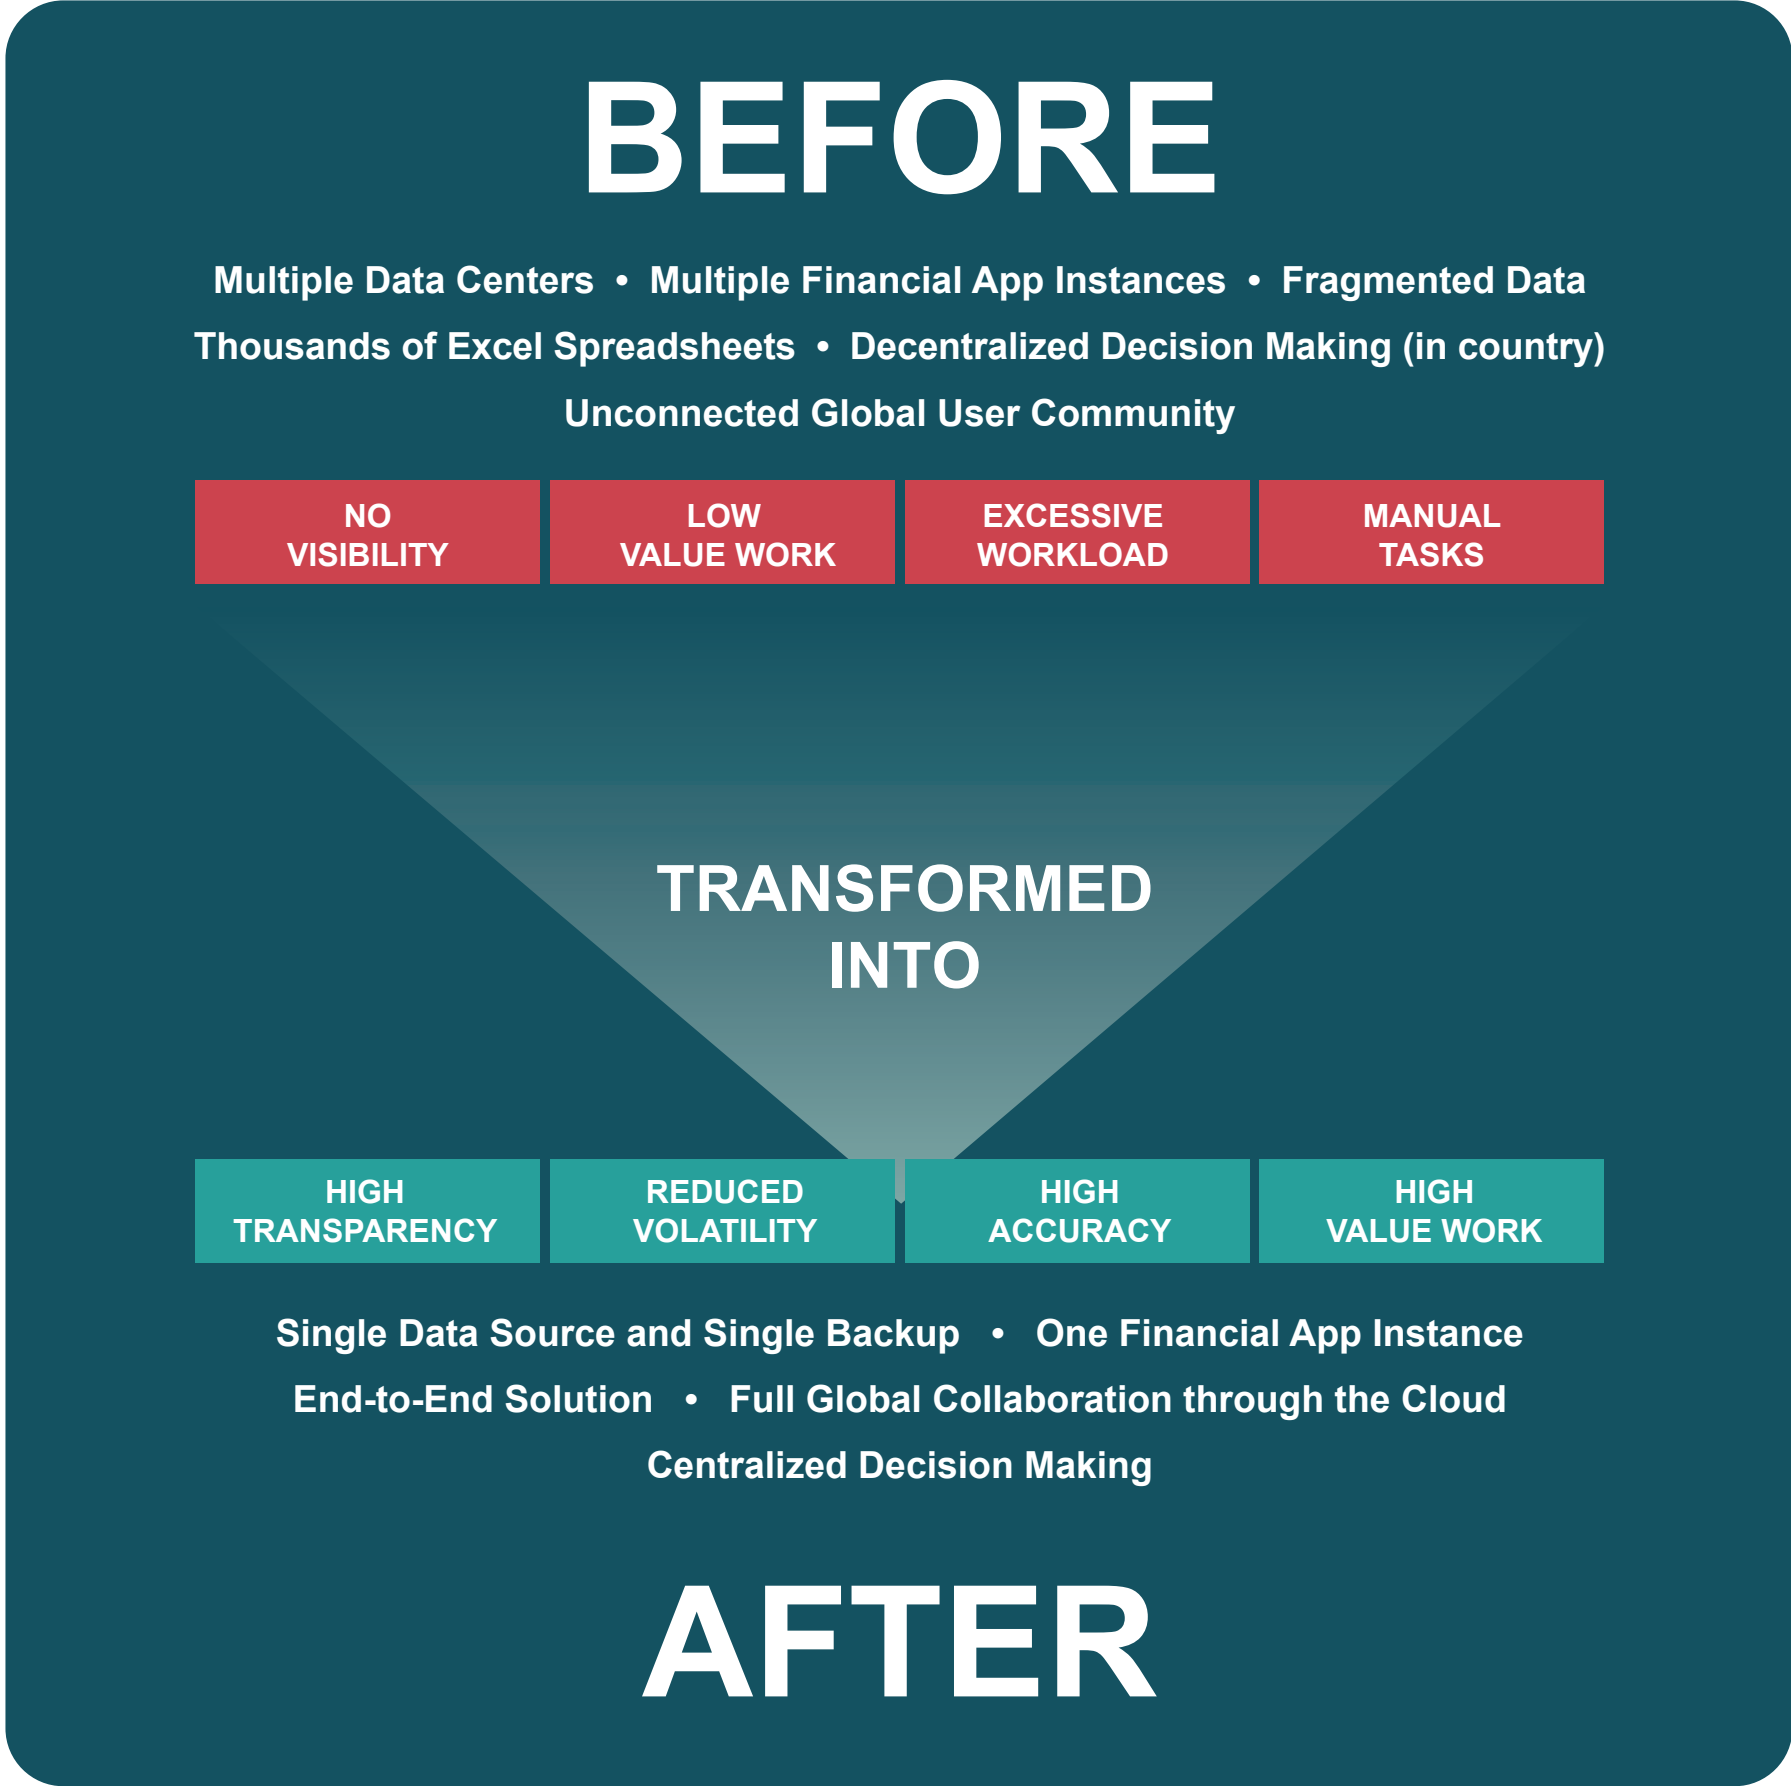 BEFORE
Multiple Data Centers • Multiple Financial App Instances • Fragmented Data
Thousands of Excel Spreadsheets • Decentralized Decision Making (in country)
Unconnected Global User Community
NO
VISIBILITY
LOW
VALUE WORK
EXCESSIVE
WORKLOAD
MANUAL
TASKS
TRANSFORMED
INTO
HIGH
TRANSPARENCY
REDUCED
VOLATILITY
HIGH
ACCURACY
HIGH
VALUE WORK
Single Data Source and Single Backup • One Financial App Instance
End-to-End Solution • Full Global Collaboration through the Cloud
Centralized Decision Making
AFTER